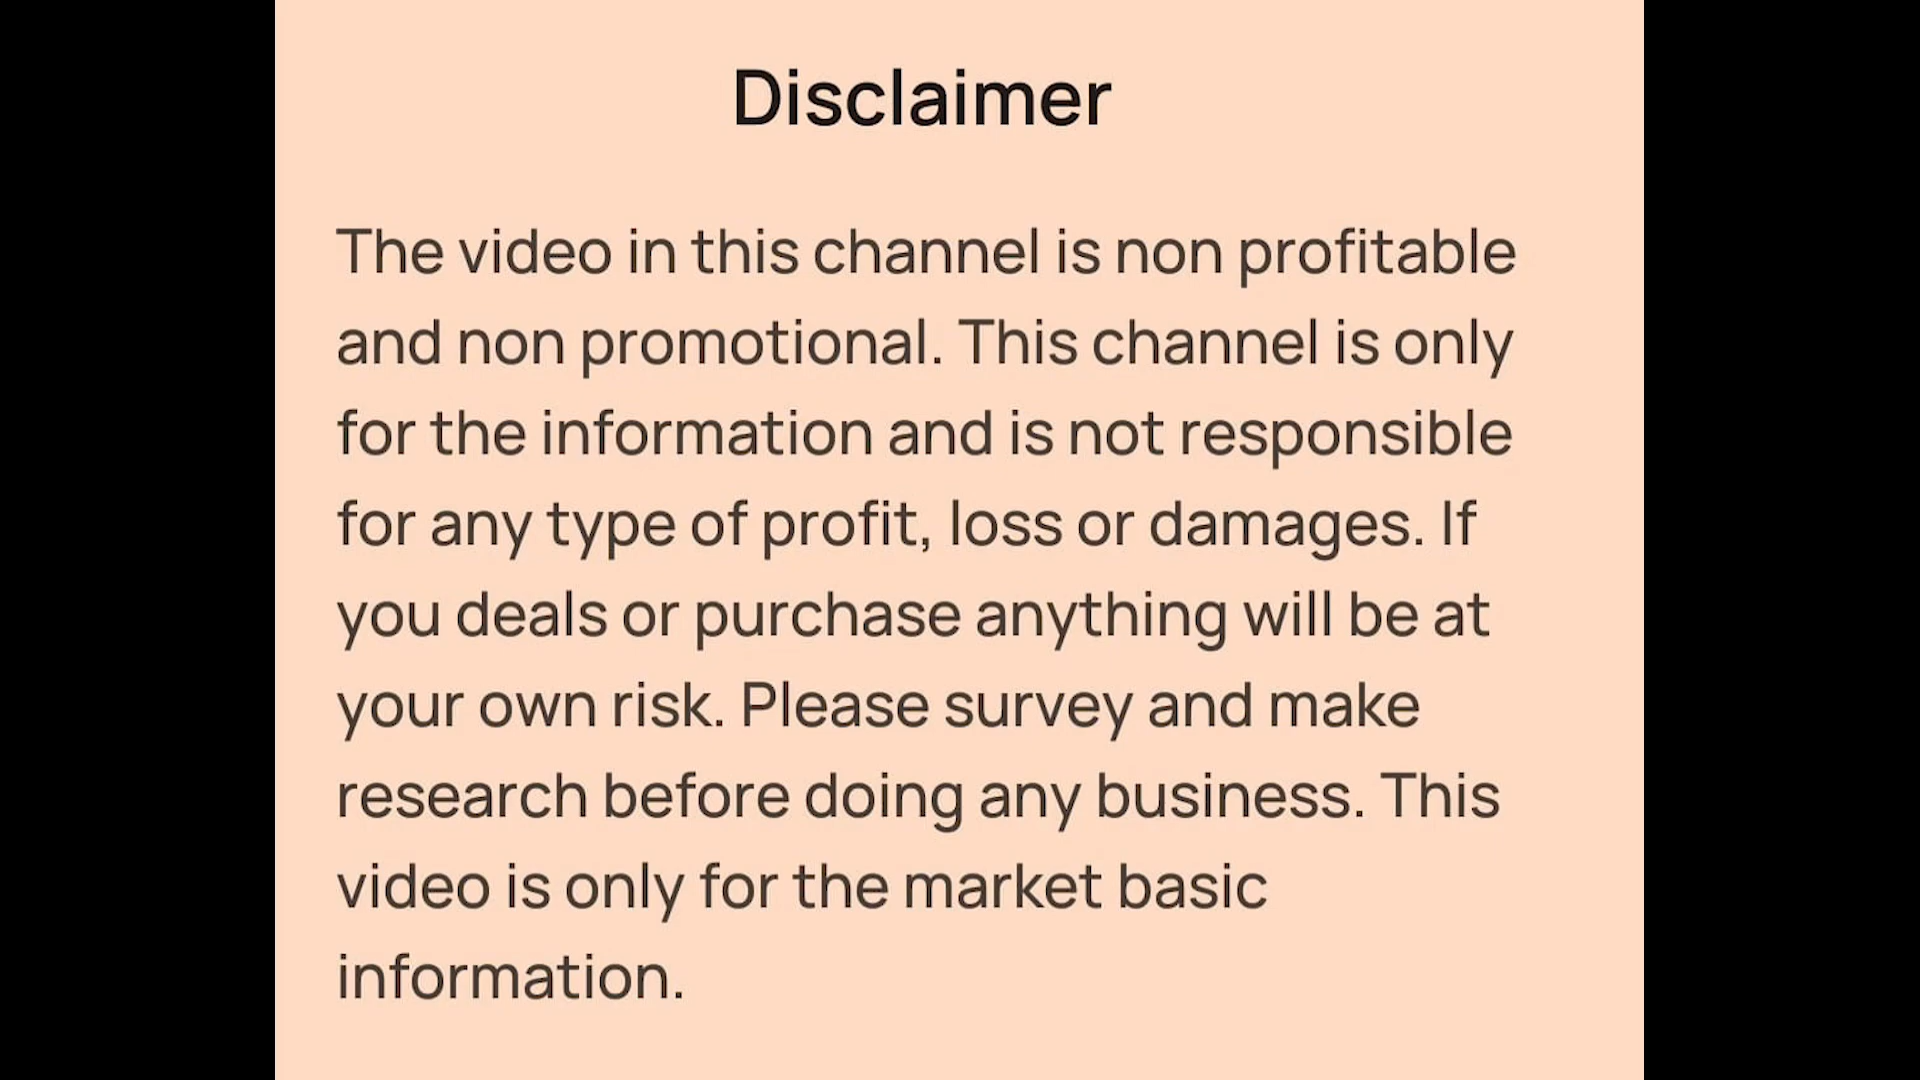 Disclaimer
The video in this channel is non profitable
and non promotional. This channel is only
for the information and is not responsible
for any type of profit, loss or damages. If
you deals or purchase anything will be at
your own risk. Please survey and make
research before doing any business. This
video is only for the market basic
information.